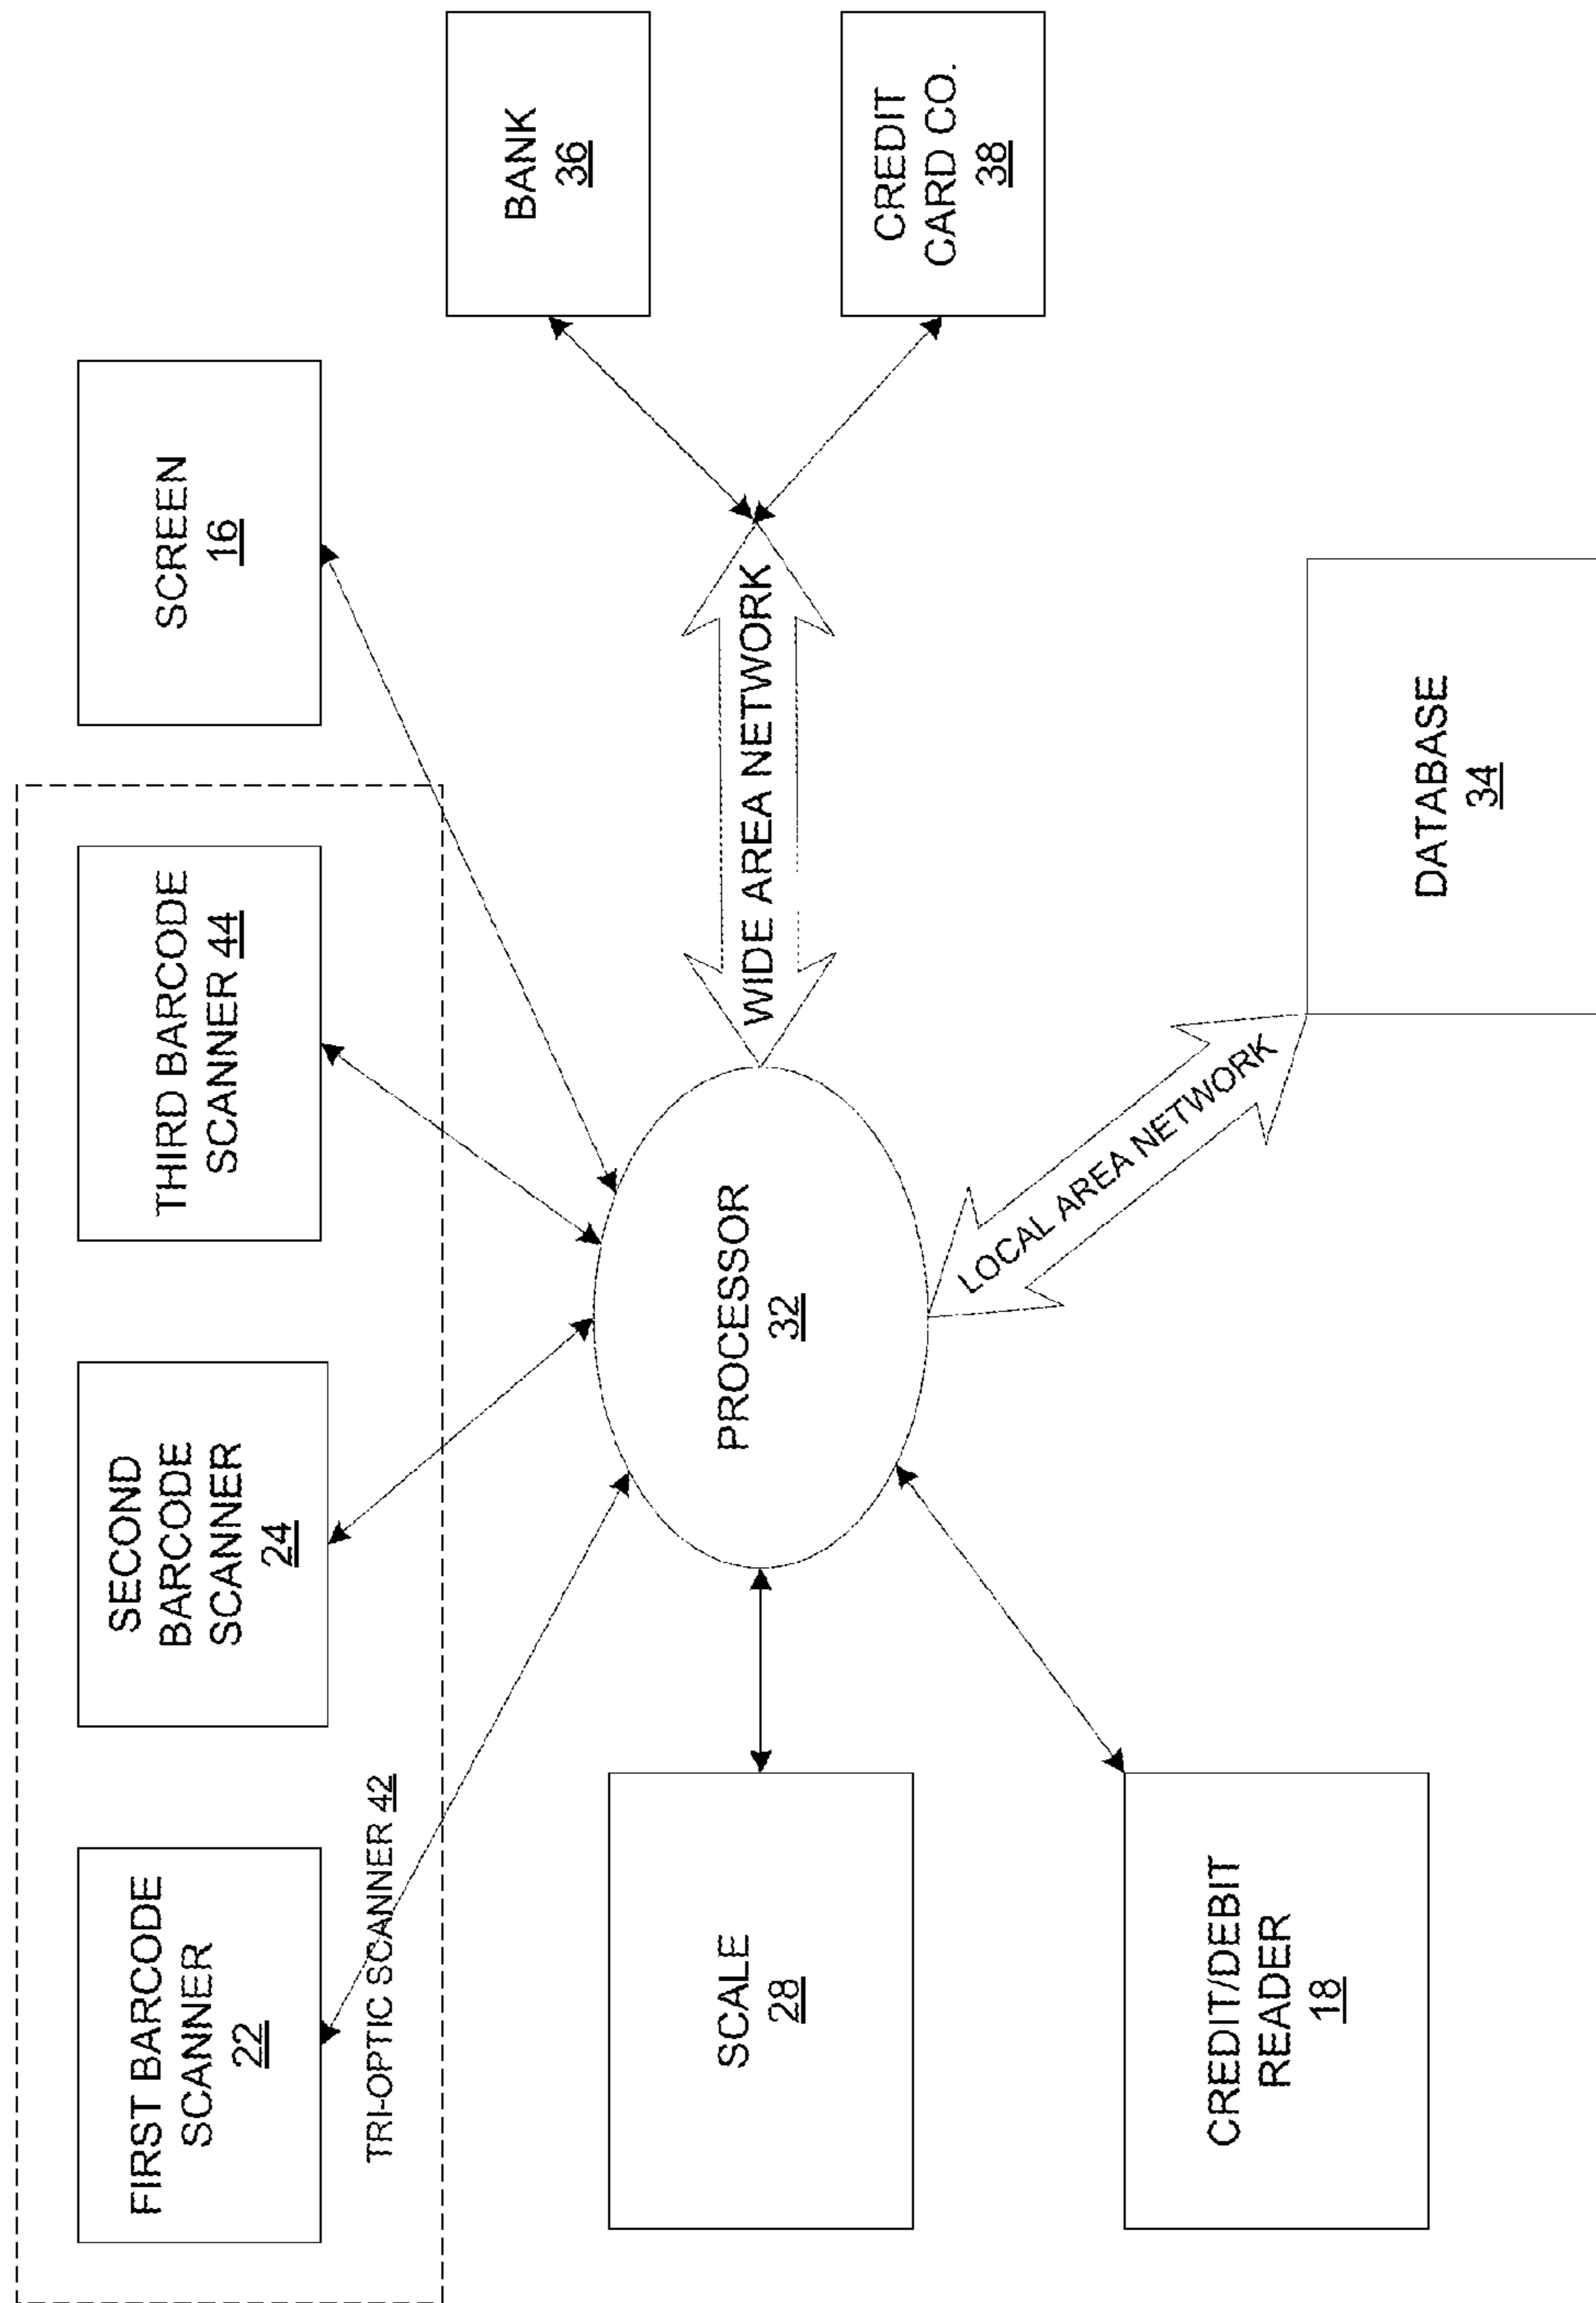 FIRST BARCODE
SCANNER
22
SECOND
BARCODE
SCANNER
24
THIRD BARCODE
SCANNER 44
SCREEN
16
TRI-OPTIC SCANNER 42
BANK
36
SCALE
28
PROCESSOR
32
WIDE AREA NETWORK
CREDIT
CARD CO.
38
LOCAL AREA NETWORK
CREDIT/DEBIT
READER
18
DATABASE
34